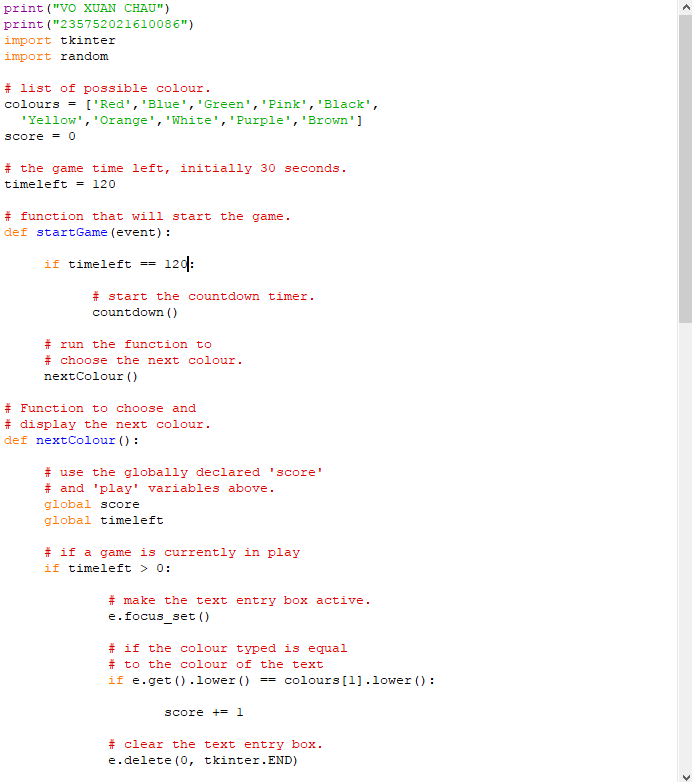 print("VO XUAN CHAU")
print("235752021610086")
import tkinter
import random

# list of possible colour.
colours = ['Red','Blue','Green','Pink','Black',
  'Yellow','Orange','White','Purple','Brown']
score = 0

# the game time left, initially 30 seconds.
timeleft = 120

# function that will start the game.
def startGame(event):

     if timeleft == 120:

           # start the countdown timer.
           countdown()

     # run the function to
     # choose the next colour.
     nextColour()

# Function to choose and
# display the next colour.
def nextColour():

     # use the globally declared 'score'
     # and 'play' variables above.
     global score
     global timeleft

     # if a game is currently in play
     if timeleft > 0:

             # make the text entry box active.
             e.focus_set()

             # if the colour typed is equal
             # to the colour of the text
             if e.get().lower() == colours[1].lower():

                    score += 1

             # clear the text entry box.
             e.delete(0, tkinter.END)